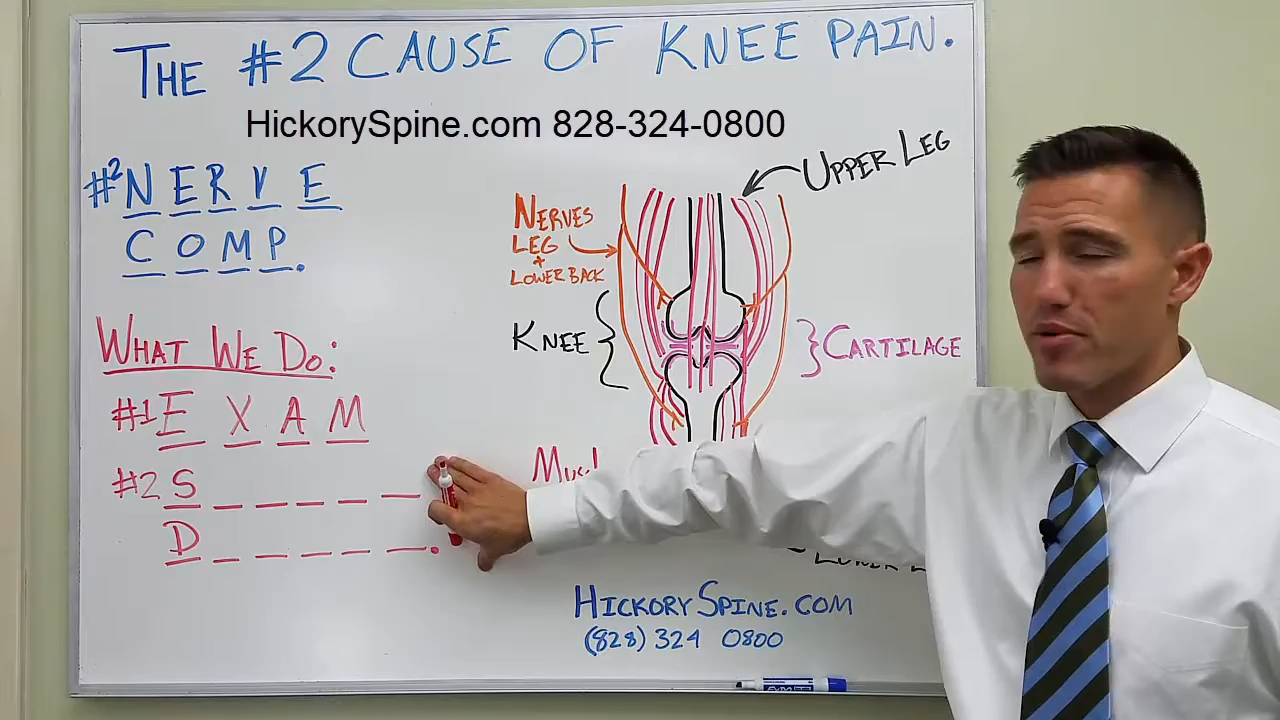 THE #2 CAUSE OF KNEE PAIN.
HickorySpine.com 828-324-0800
#2 NERVE
COMP.
WHAT WE DO:
#1 EXAM
#2 S _ _ _ _ _
D _ _ _ _ _.
UPPER LEG
NERVES
LEG
+
LOWER BACK
KNEE
CARTILAGE
HICKORYSPINE.COM
(828) 324 0800
EXPO